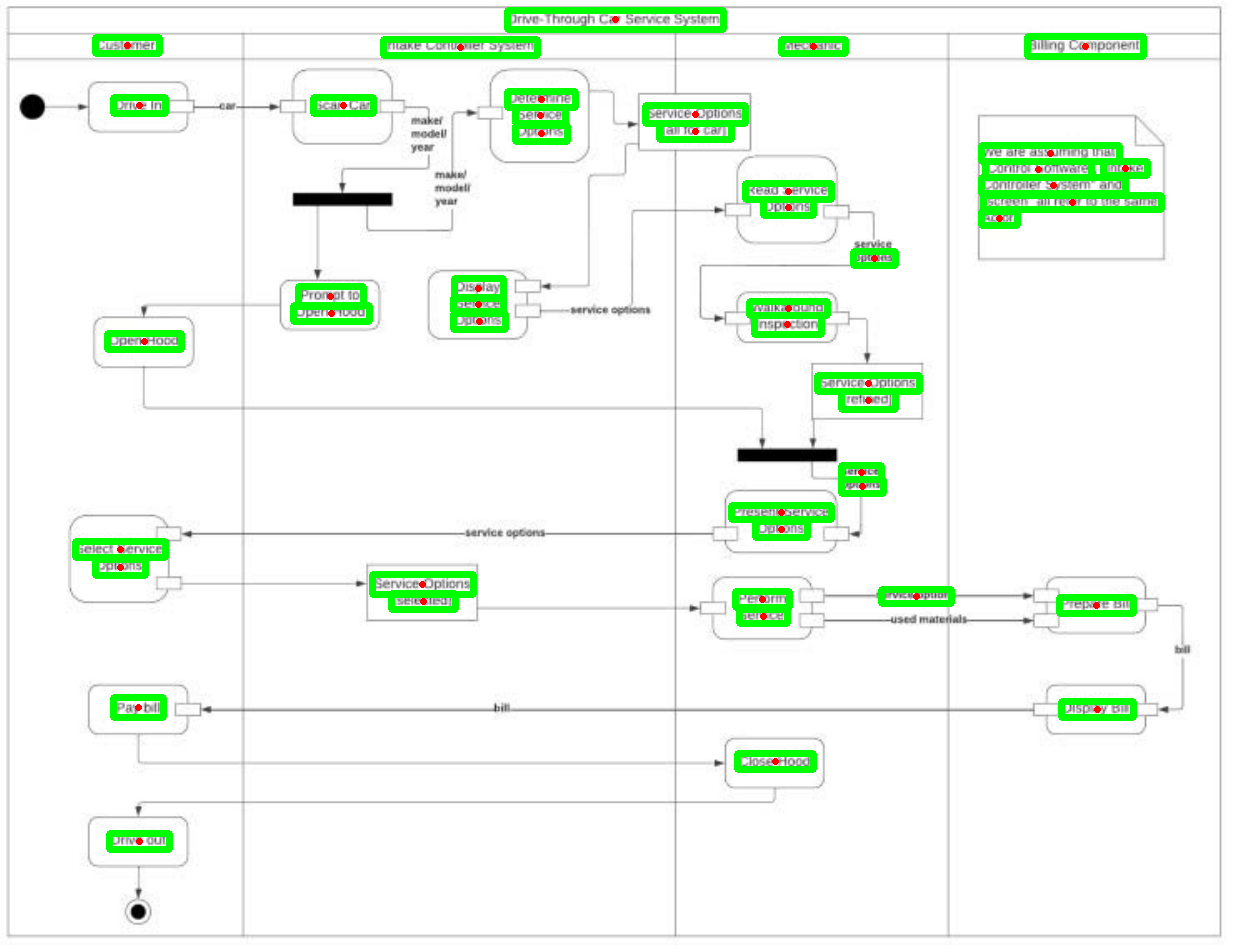 Drive-Through Car Service System
Customer
Intake Controller System
Mechanic
Billing Component
Drive In
car
Scan Car
make/
model/
year
Determine
Service
Options
Service Options
[all for car]
make/
model/
year
We are assuming that
"Control Software", "Intake
Controller System" and
"screen" all refer to the same
actor.
Read Service
Options
service
options
Prompt to
Open Hood
Display
Service
Options
service options
Walkaround
Inspection
Open Hood
Service Options
[refined]
service
options
Present Service
Options
service options
Select Service
Options
Service Options
[selected]
Perform
Service
service option
used materials
Prepare Bill
bill
Pay bill
bill
Display Bill
Close Hood
Drive out